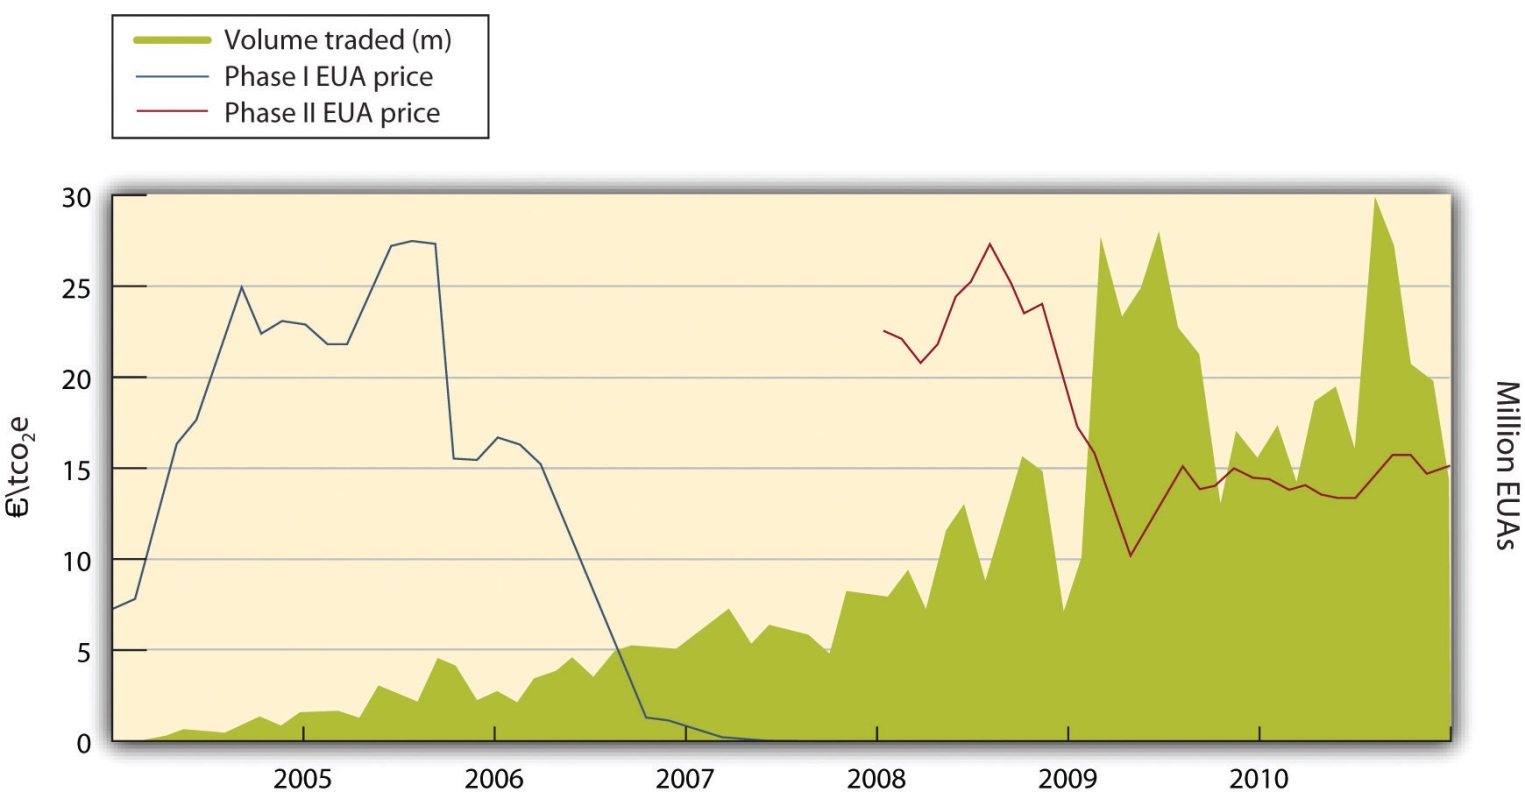 Volume traded (m)
Phase I EUA price
Phase II EUA price
30
25
20
15
10
5
0
€\tco₂e
Million EUAs
2005 2006 2007 2008 2009 2010